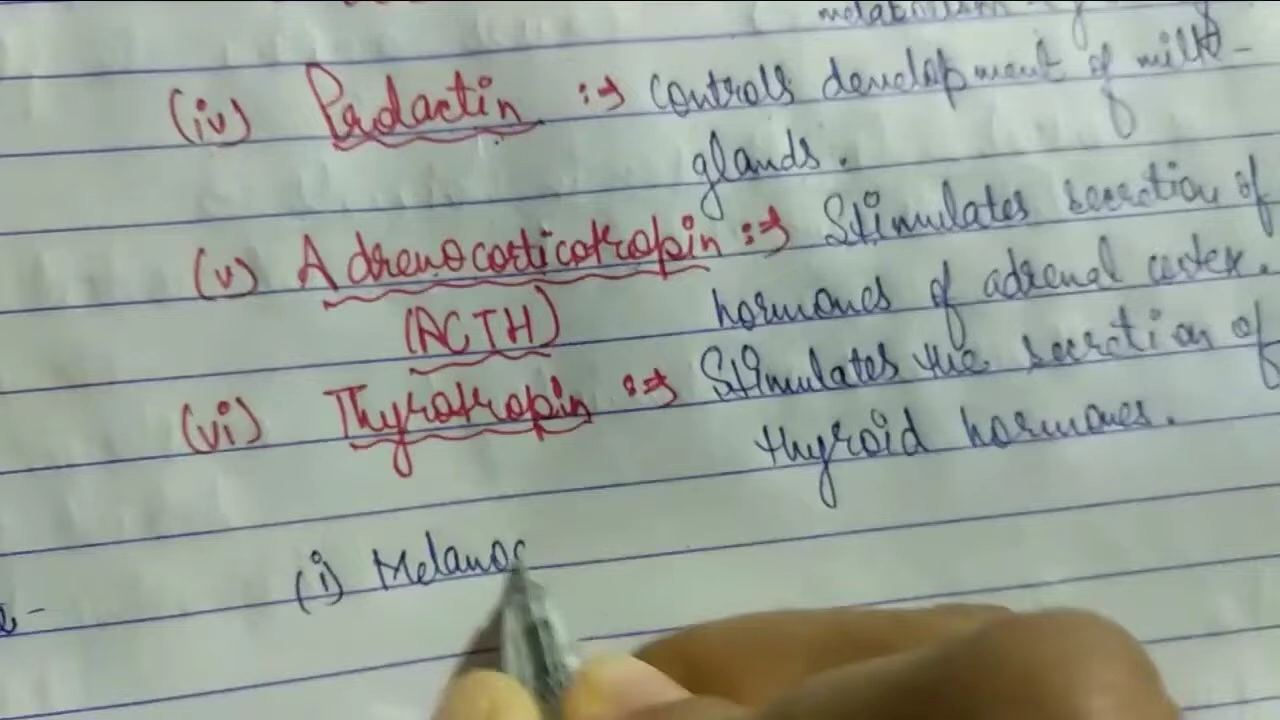 (iv) Prolactin :→ Controls development of milk-
glands.
(v) Adrenocorticotropin :→ Stimulates secretion of
(ACTH) hormones of adrenal cortex.
(vi) Thyrotropin :→ Stimulates the secretion of
thyroid hormones.
(i) Melano